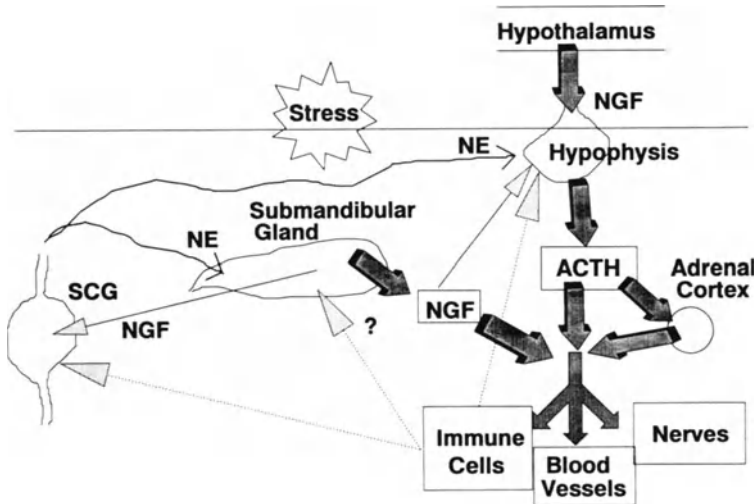 Hypothalamus
NGF
Stress
NE
Hypophysis
Submandibular
Gland
NE
ACTH
Adrenal
Cortex
SCG
NGF
NGF
?
Immune
Cells
Blood
Vessels
Nerves